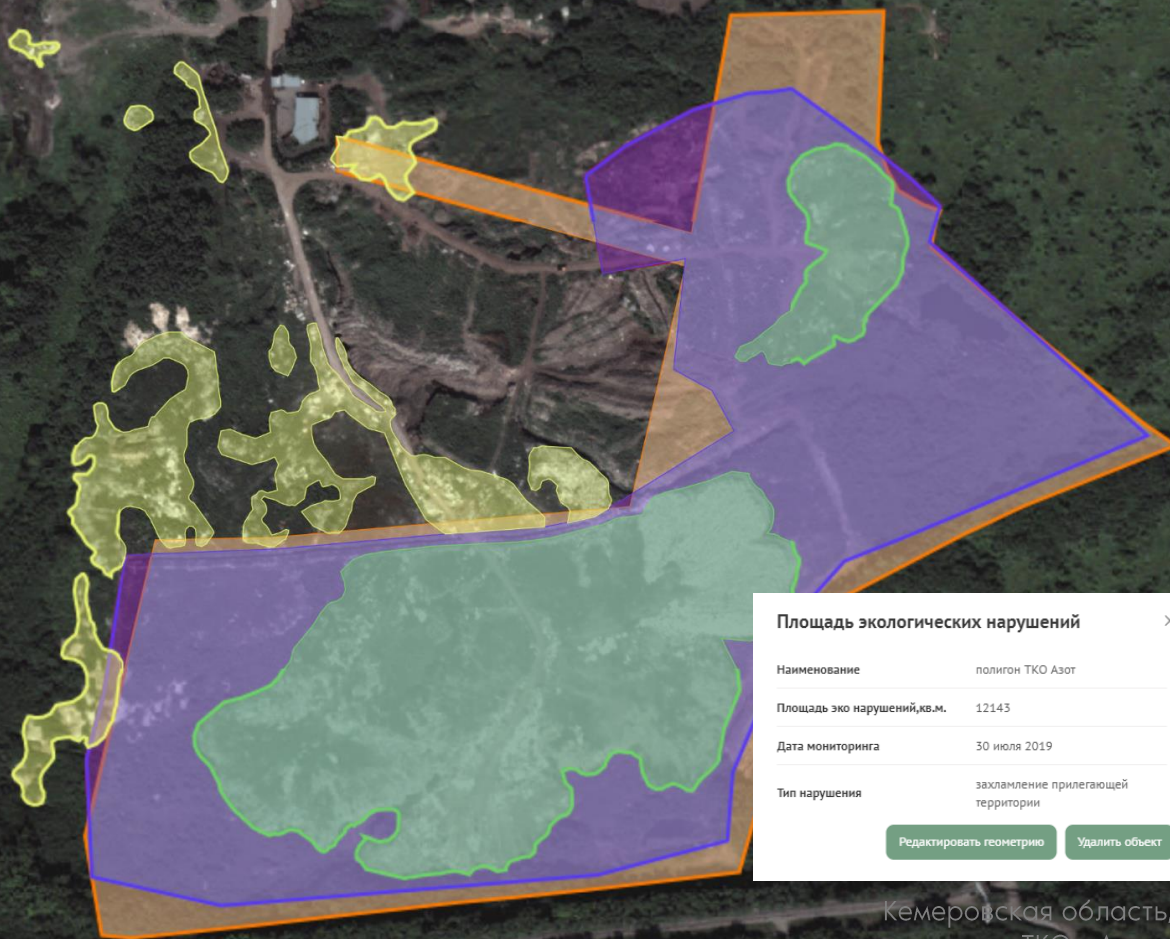 Площадь экологических нарушений
Наименование полигон ТКО Азот
Площадь эко нарушений,кв.м. 12143
Дата мониторинга 30 июля 2019
Тип нарушения захламление прилегающей
территории
Редактировать геометрию Удалить объект
Кемеровская область,
ТКО